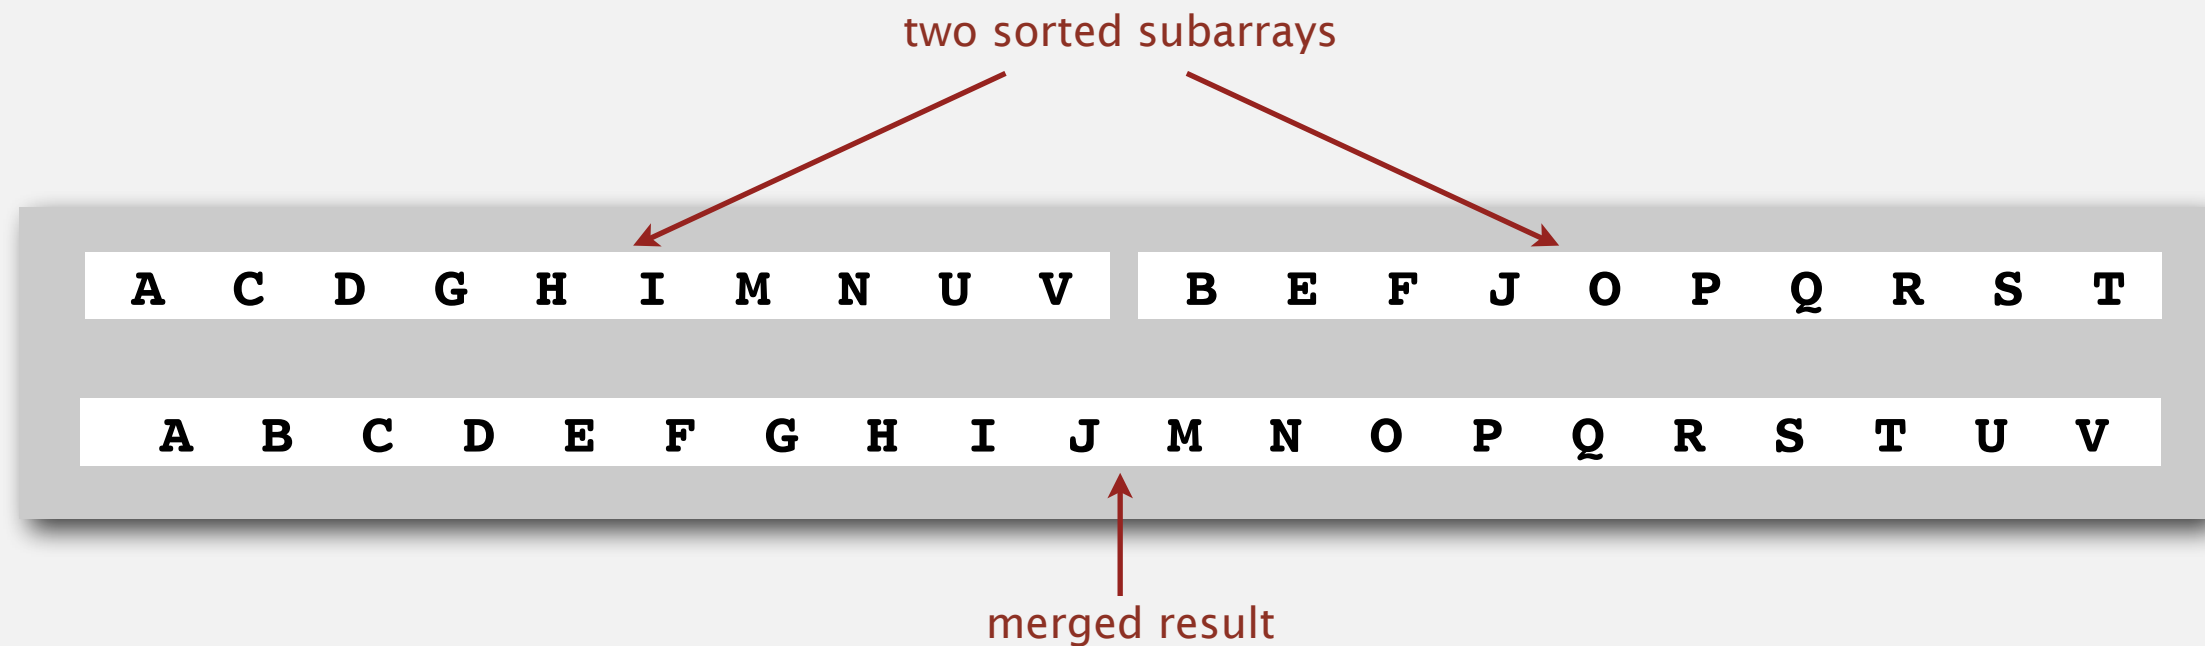 two sorted subarrays
A C D G H I M N U V B E F J O P Q R S T
A B C D E F G H I J M N O P Q R S T U V
merged result